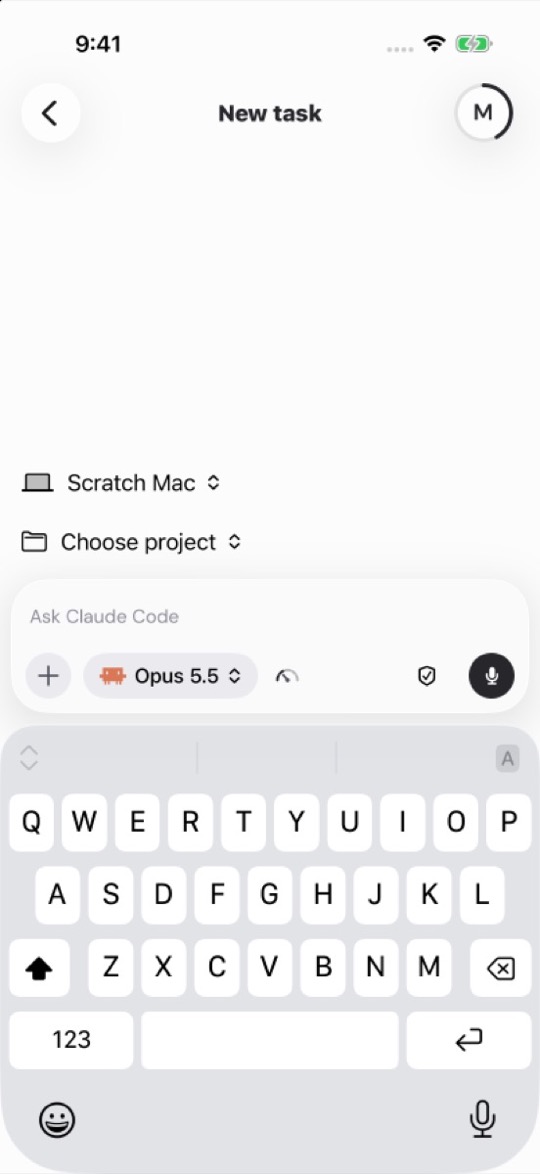 9:41
New task
M
Scratch Mac
Choose project
Ask Claude Code
Opus 5.5
A
Q W E R T Y U I O P
A S D F G H J K L
Z X C V B N M
123